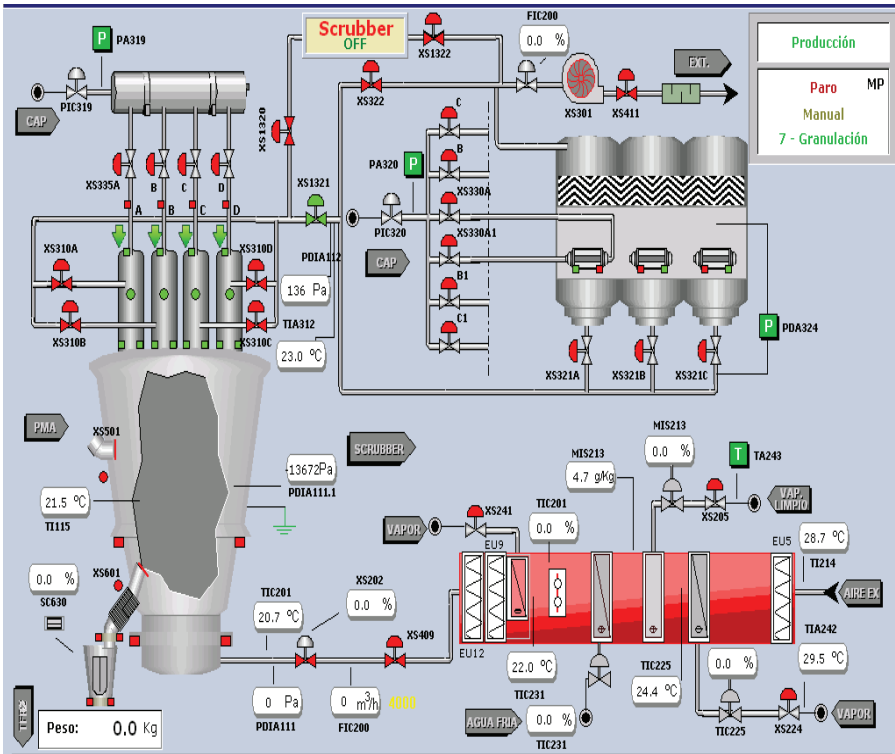 Scrubber
OFF
XS1322
FIC200
0.0 %
EXT.
Producción
Paro MP
Manual
7 - Granulación
P PA319
PIC319
CAP
XS322
XS301
XS411
XS1320
XS335A
B
C
D
A
B
C
D
XS1321
PA320 P
PIC320
CAP
C
B
XS330A
XS330A1
B1
C1
XS310A
XS310D
XS310B
XS310C
PDIA112
136 Pa
TIA312
23.0 ºC
XS321A
XS321B
XS321C
P PDA324
PMA
XS501
SCRUBBER
-13672Pa
PDIA111.1
21.5 ºC
TI115
XS601
0.0 %
SC630
Peso: 0.0 Kg
TIC201
20.7 ºC
XS202
0.0 %
XS409
0 Pa
PDIA111
0 m³/h
FIC200
VAPOR
XS241
EU9
EU12
TIC201
0.0 %
MIS213
4.7 g/Kg
MIS213
0.0 %
T TA243
XS205
VAP.
LIMPIO
EU5
28.7 ºC
TI214
AIRE EX
22.0 ºC
TIC231
AGUA FRIA
0.0 %
TIC231
TIC225
24.4 ºC
0.0 %
TIC225
TIA242
29.5 ºC
XS224
VAPOR